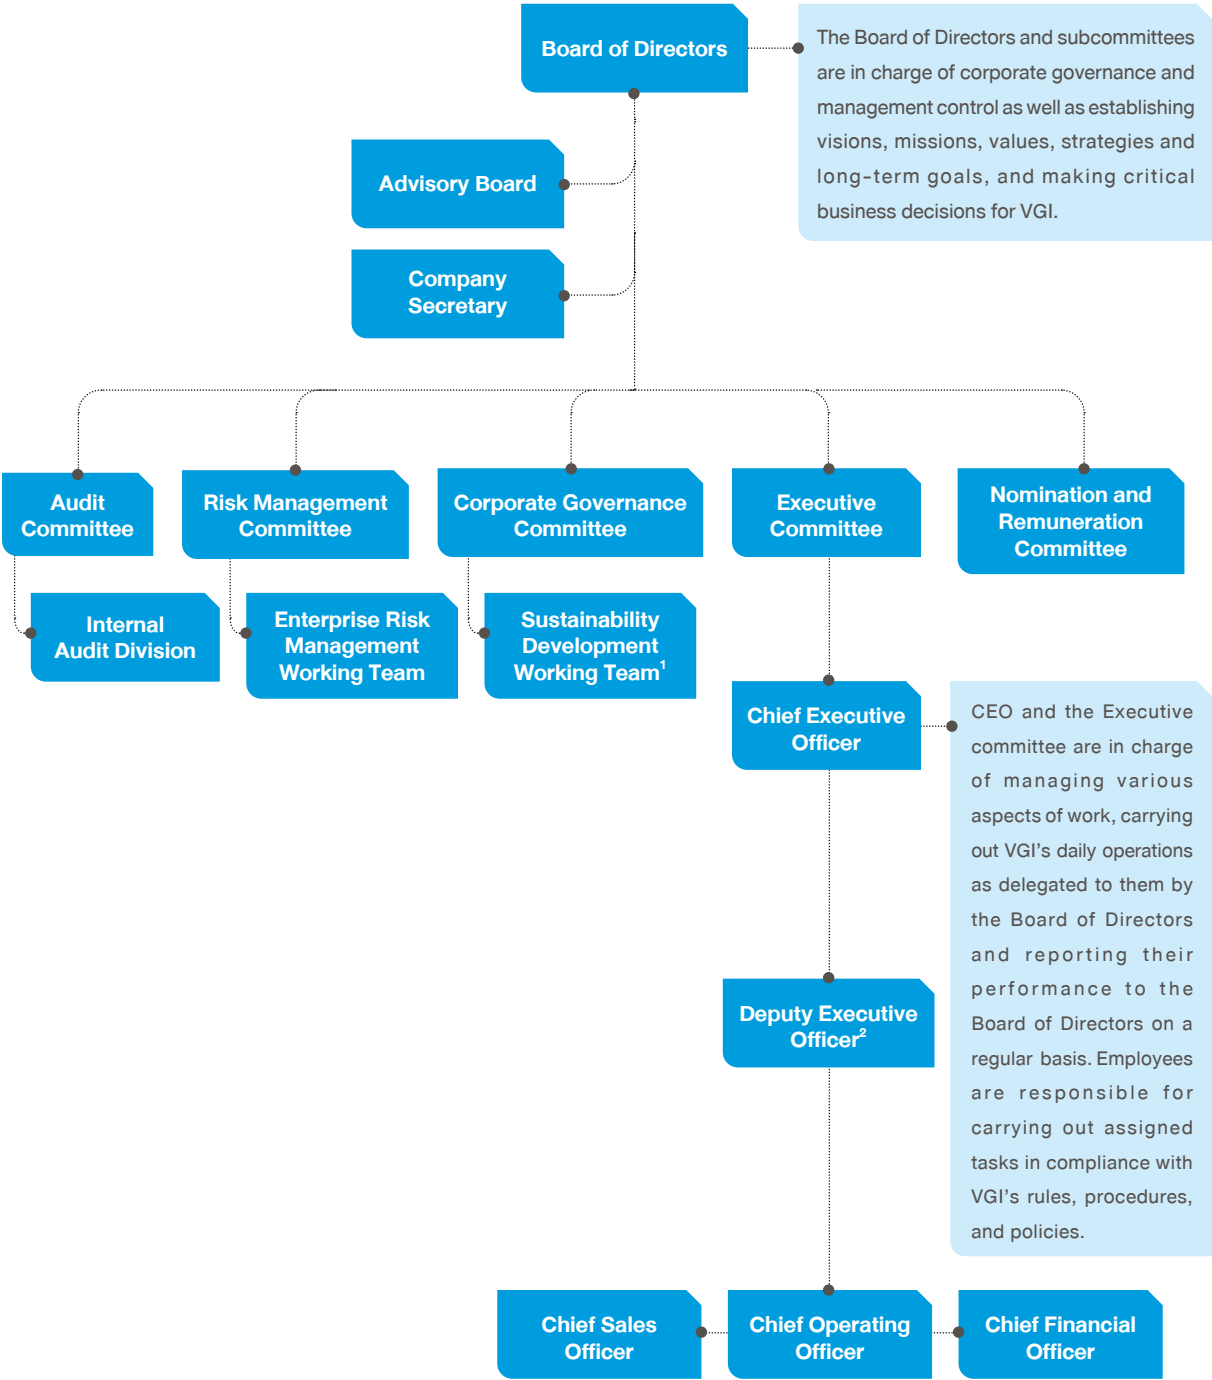 Board of Directors
The Board of Directors and subcommittees
are in charge of corporate governance and
management control as well as establishing
visions, missions, values, strategies and
long-term goals, and making critical
business decisions for VGI.
Advisory Board
Company
Secretary
Audit
Committee
Risk Management
Committee
Corporate Governance
Committee
Executive
Committee
Nomination and
Remuneration
Committee
Internal
Audit Division
Enterprise Risk
Management
Working Team
Sustainability
Development
Working Team¹
Chief Executive
Officer
CEO and the Executive
committee are in charge
of managing various
aspects of work, carrying
out VGI's daily operations
as delegated to them by
the Board of Directors
and reporting their
performance to the
Board of Directors on a
regular basis. Employees
are responsible for
carrying out assigned
tasks in compliance with
VGI's rules, procedures,
and policies.
Deputy Executive
Officer²
Chief Sales
Officer
Chief Operating
Officer
Chief Financial
Officer